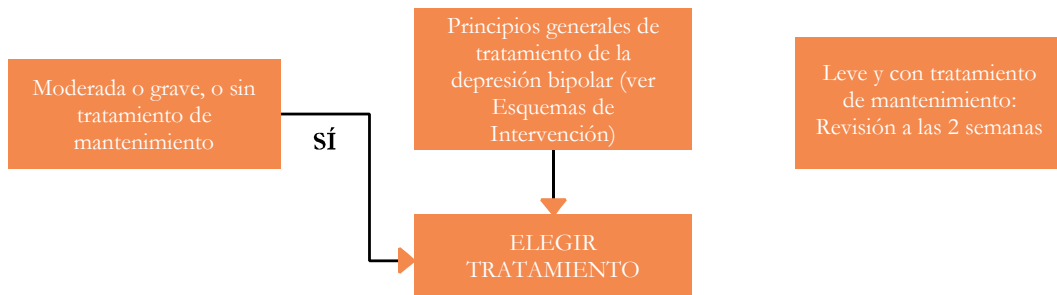 Moderada o grave, o sin
tratamiento de
mantenimiento
SÍ
Principios generales de
tratamiento de la
depresión bipolar (ver
Esquemas de
Intervención)
Leve y con tratamiento
de mantenimiento:
Revisión a las 2 semanas
ELEGIR
TRATAMIENTO